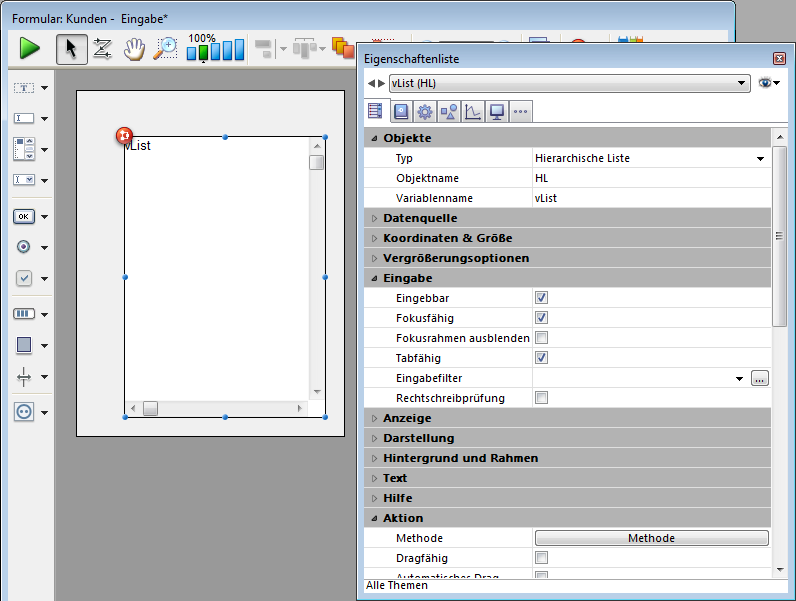 Formular: Kunden - Eingabe*
100%
T
I
I
OK
vList
Eigenschaftenliste
vList (HL)
Objekte
Typ Hierarchische Liste
Objektname HL
Variablenname vList
Datenquelle
Koordinaten & Größe
Vergrößerungsoptionen
Eingabe
Eingebbar
Fokusfähig
Fokusrahmen ausblenden
Tabfähig
Eingabefilter ...
Rechtschreibprüfung
Anzeige
Darstellung
Hintergrund und Rahmen
Text
Hilfe
Aktion
Methode Methode
Dragfähig
Automatisches Drag
Alle Themen